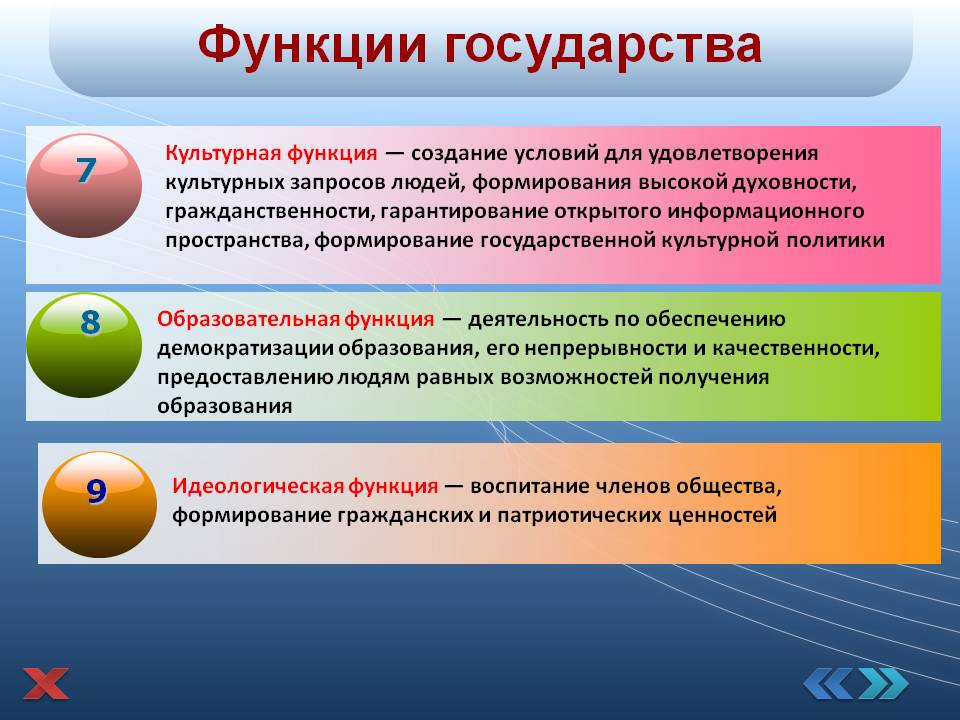 Функции государства
7
Культурная функция — создание условий для удовлетворения
культурных запросов людей, формирования высокой духовности,
гражданственности, гарантирование открытого информационного
пространства, формирование государственной культурной политики
8
Образовательная функция — деятельность по обеспечению
демократизации образования, его непрерывности и качественности,
предоставлению людям равных возможностей получения
образования
9
Идеологическая функция — воспитание членов общества,
формирование гражданских и патриотических ценностей